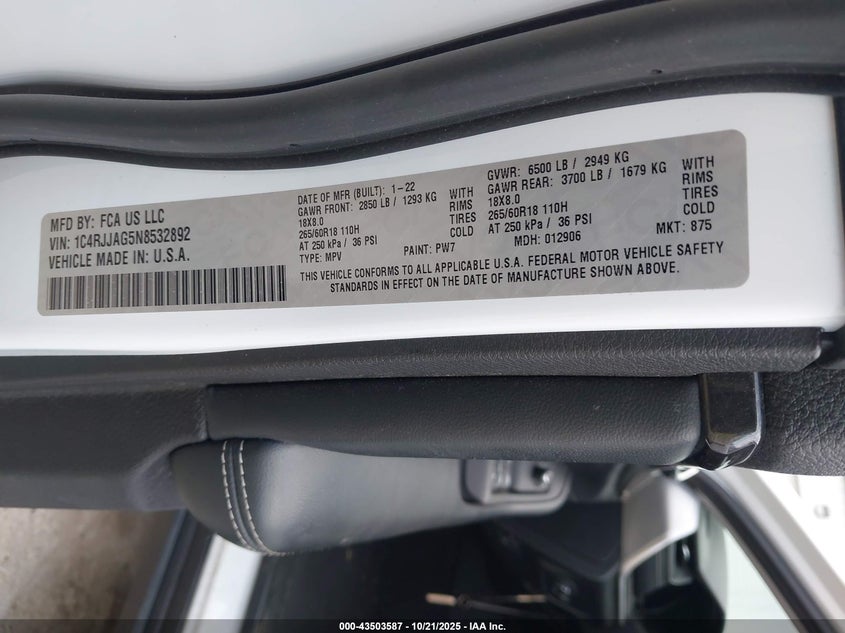 MFD BY: FCA US LLC
VIN: 1C4RJJAG5N8532892
VEHICLE MADE IN: U.S.A.
DATE OF MFR (BUILT): 1-22
GAWR FRONT: 2850 LB / 1293 KG WITH
18X8.0 RIMS
265/60R18 110H TIRES
AT 250 kPa / 36 PSI COLD
TYPE: MPV PAINT: PW7
GVWR: 6500 LB / 2949 KG
GAWR REAR: 3700 LB / 1679 KG WITH
18X8.0 RIMS
265/60R18 110H TIRES
AT 250 kPa / 36 PSI COLD
MDH: 012906 MKT: 875
THIS VEHICLE CONFORMS TO ALL APPLICABLE U.S.A. FEDERAL MOTOR VEHICLE SAFETY
STANDARDS IN EFFECT ON THE DATE OF MANUFACTURE SHOWN ABOVE.
000-43503587 - 10/21/2025 - IAA Inc.